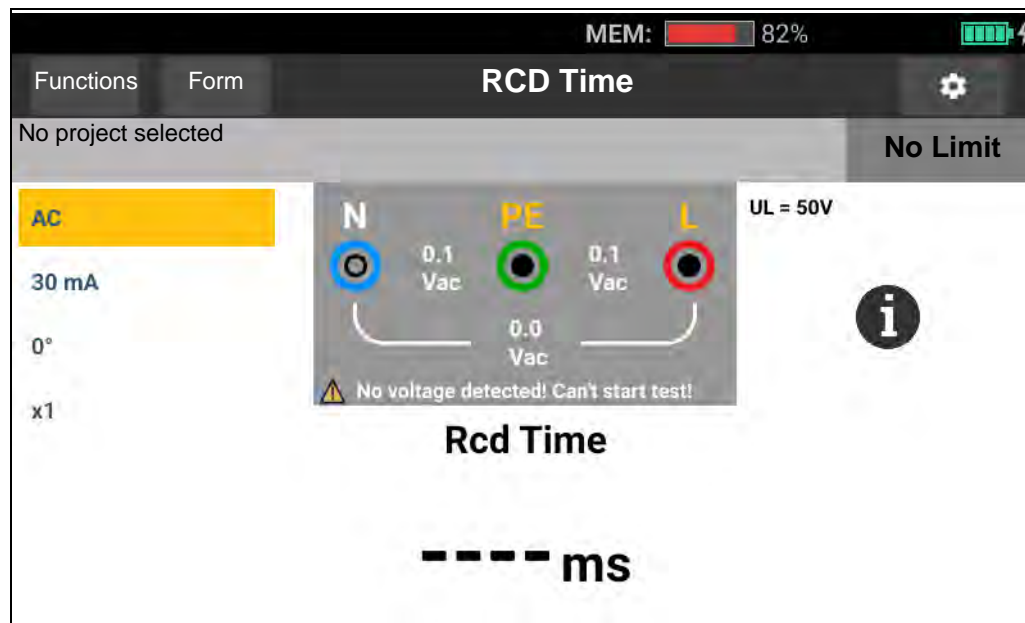 MEM: 82%
Functions Form RCD Time
No project selected
No Limit
AC
30 mA
0°
x1
N PE L
0.1 Vac
0.1 Vac
0.0 Vac
No voltage detected! Can't start test!
UL = 50V
i
Rcd Time
---- ms